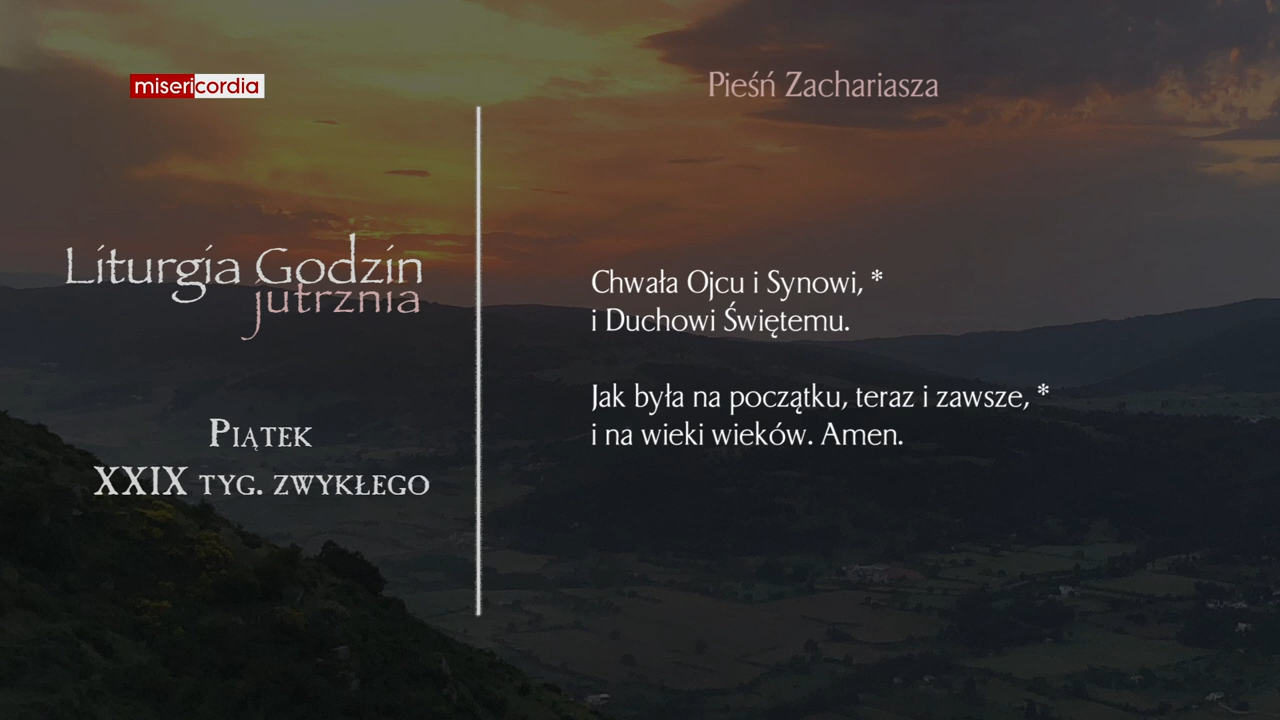 misericordia
Liturgia Godzin
jutrznia
Piątek
XXIX tyg. zwykłego
Pieśń Zachariasza
Chwała Ojcu i Synowi, *
i Duchowi Świętemu.
Jak była na początku, teraz i zawsze, *
i na wieki wieków. Amen.